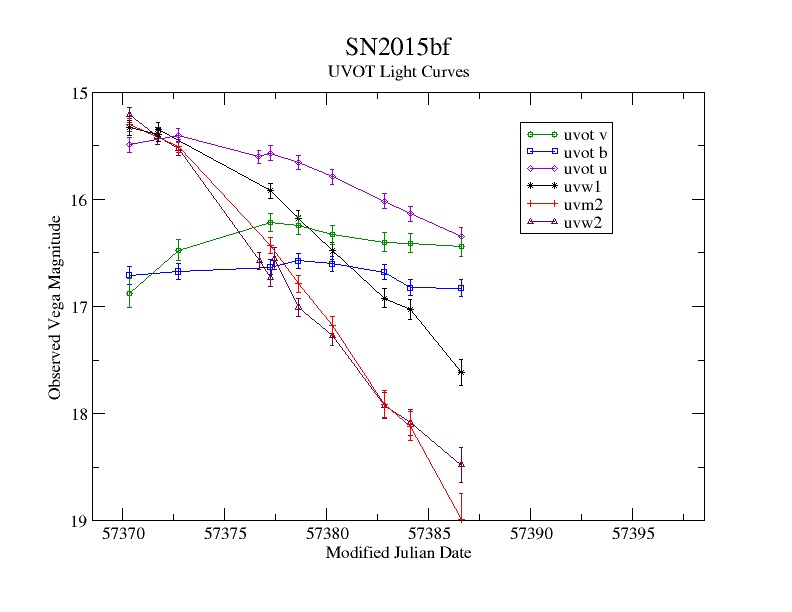 SN2015bf
UVOT Light Curves
15
16
17
18
19
Observed Vega Magnitude
uvot v
uvot b
uvot u
uvw1
uvm2
uvw2
57370
57375
57380
57385
57390
57395
Modified Julian Date